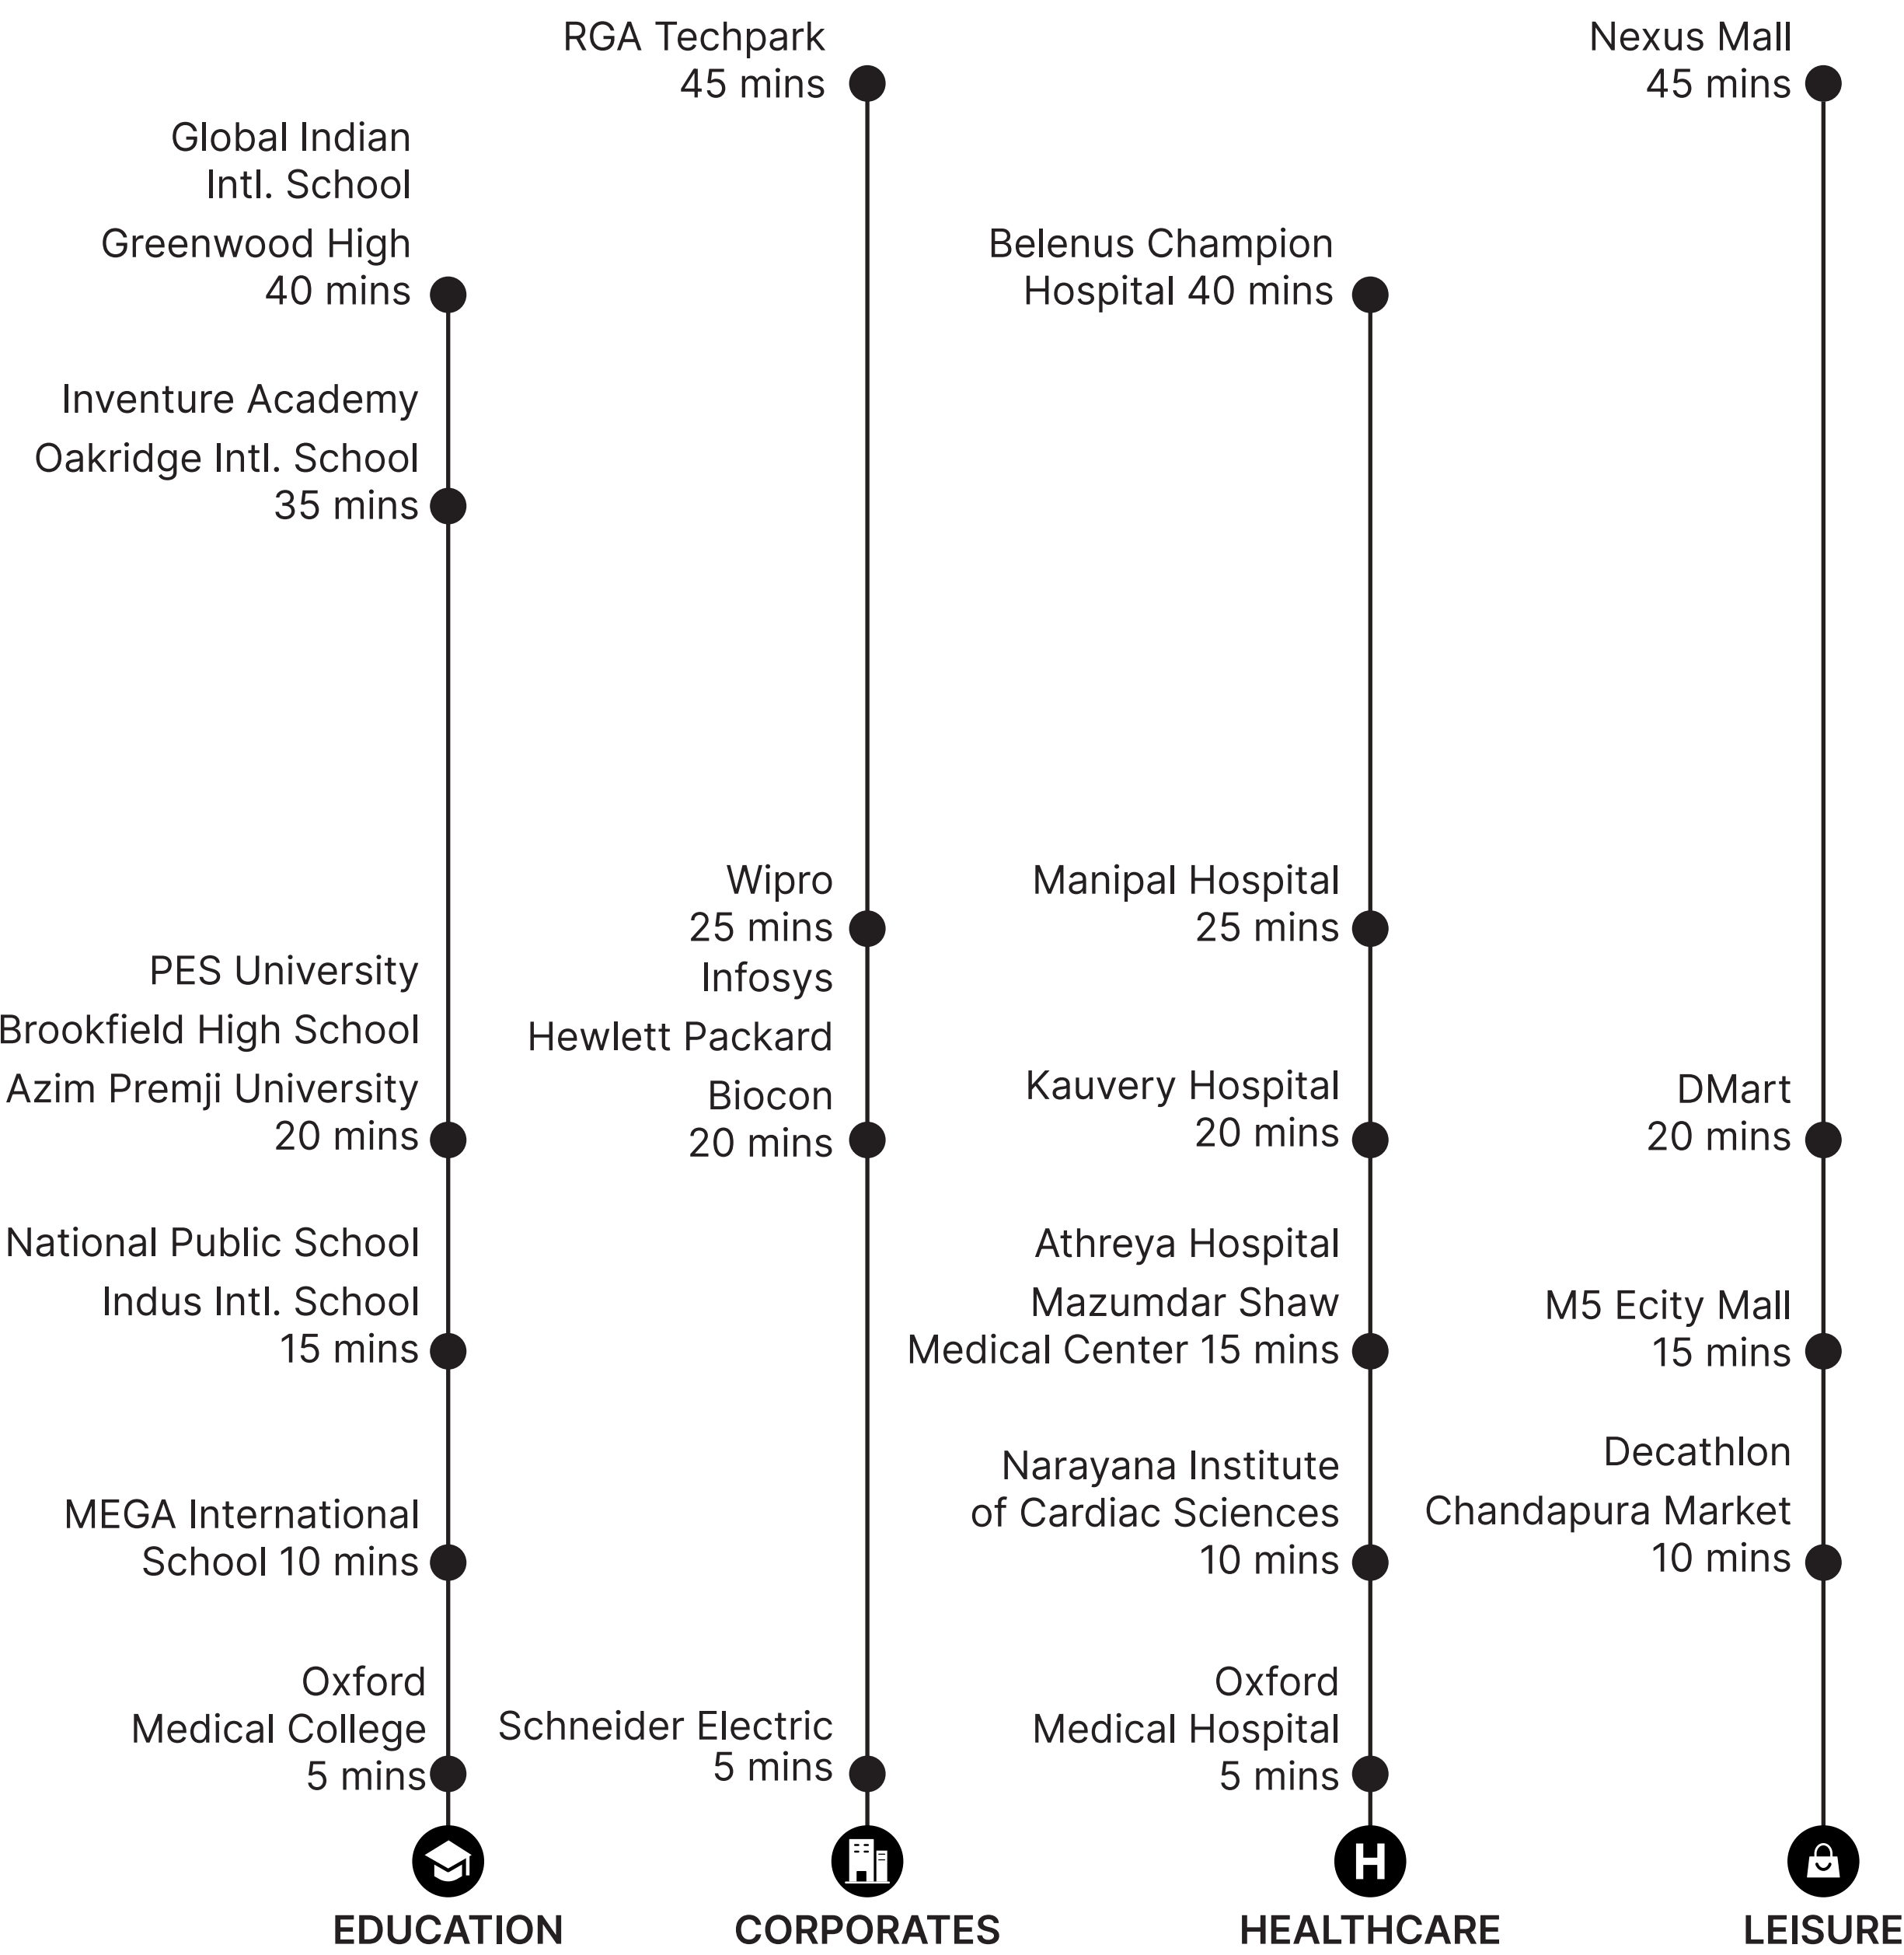 Global Indian
Intl. School
Greenwood High
40 mins
Inventure Academy
Oakridge Intl. School
35 mins
PES University
Brookfield High School
Azim Premji University
20 mins
National Public School
Indus Intl. School
15 mins
MEGA International
School 10 mins
Oxford
Medical College
5 mins
EDUCATION
RGA Techpark
45 mins
Wipro
25 mins
Infosys
Hewlett Packard
Biocon
20 mins
Schneider Electric
5 mins
CORPORATES
Belenus Champion
Hospital 40 mins
Manipal Hospital
25 mins
Kauvery Hospital
20 mins
Athreya Hospital
Mazumdar Shaw
Medical Center 15 mins
Narayana Institute
of Cardiac Sciences
10 mins
Oxford
Medical Hospital
5 mins
H
HEALTHCARE
Nexus Mall
45 mins
DMart
20 mins
M5 Ecity Mall
15 mins
Decathlon
Chandapura Market
10 mins
LEISURE